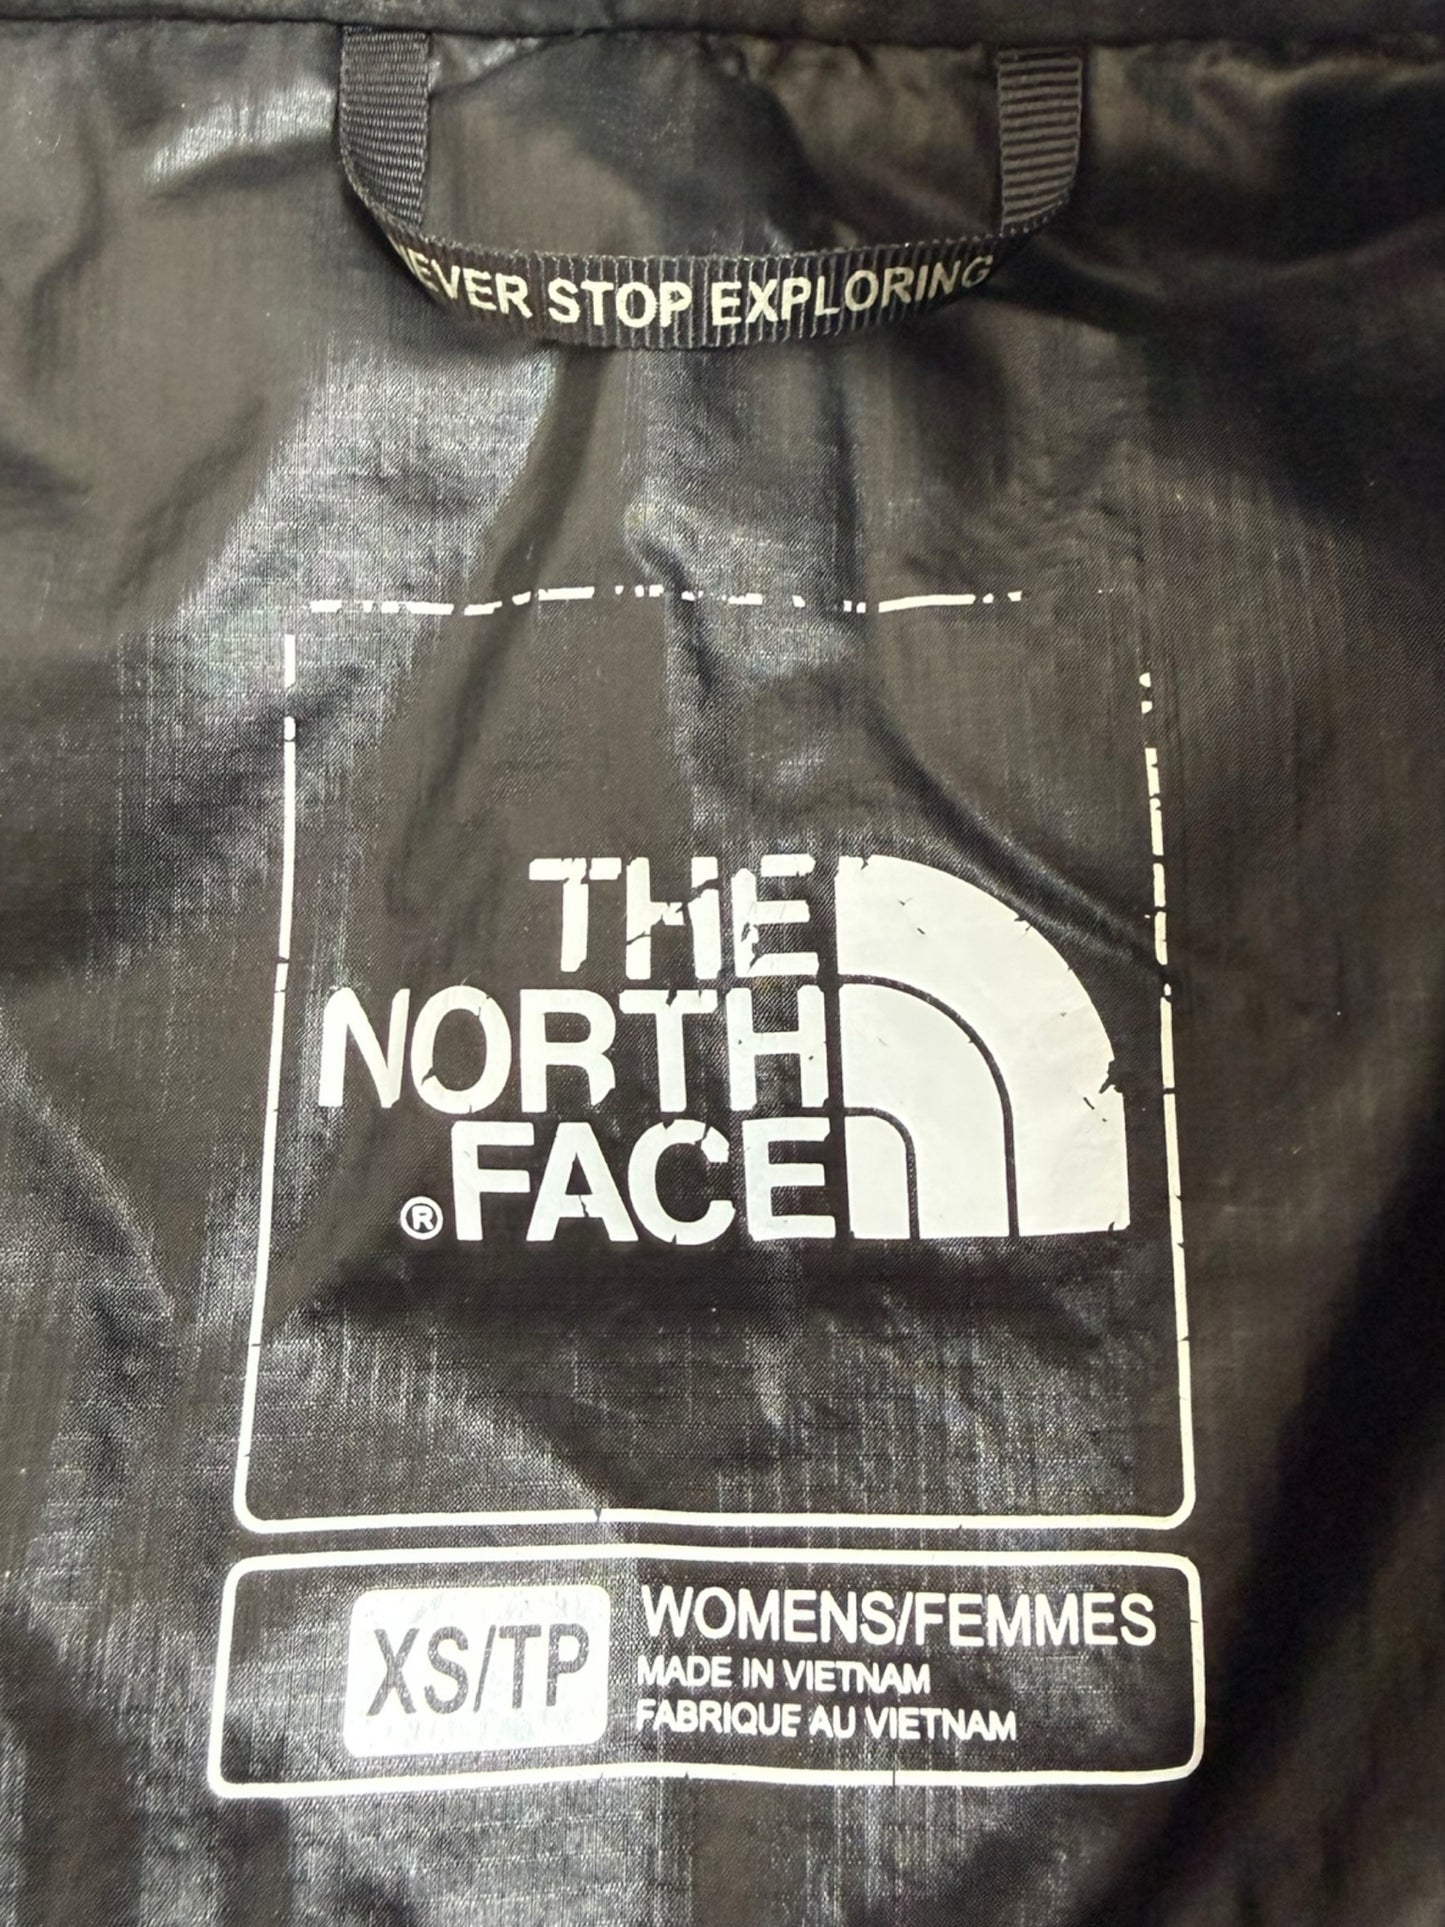 NEVER STOP EXPLORING
THE
NORTH
® FACE
XS/TP
WOMENS/FEMMES
MADE IN VIETNAM
FABRIQUE AU VIETNAM